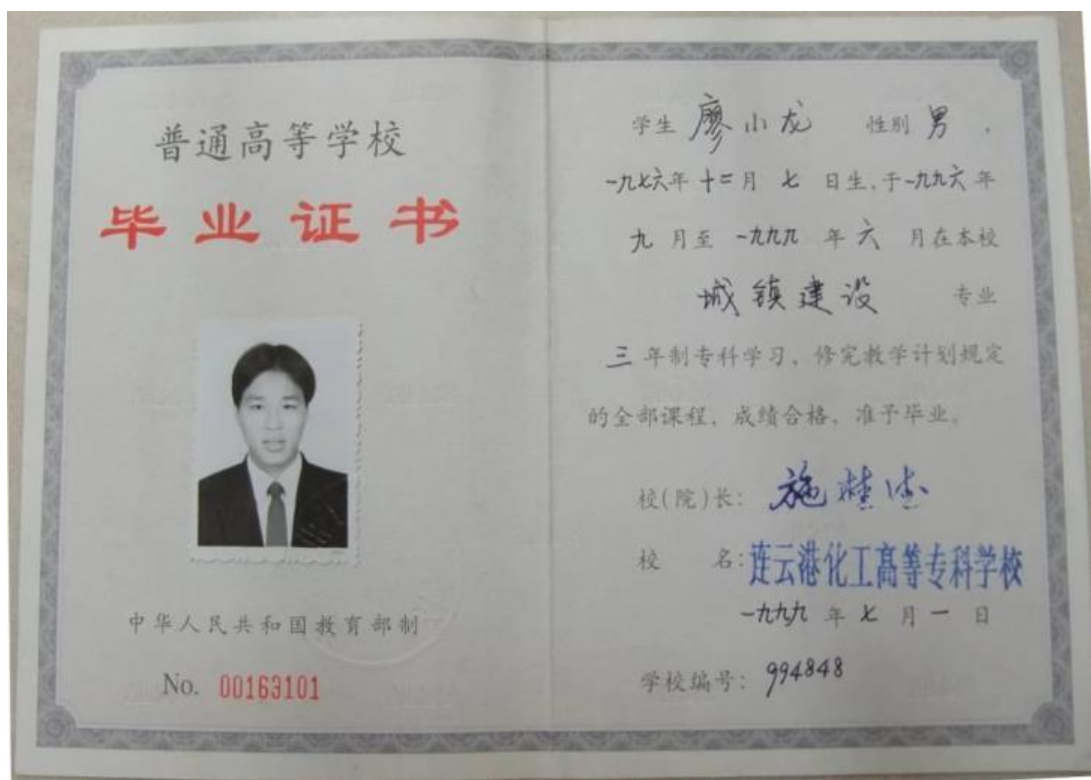 普通高等学校
毕业证书
中华人民共和国教育部制
No. 00163101
学生 廖小龙 性别 男 .
一九七六年 十二月 七 日生,于一九九六 年
九 月至 一九九九 年 六 月在本校
城镇建设 专业
三 年制专科学习、修完教学计划规定
的全部课程、成绩合格、准予毕业。
校(院)长: 施
校 名: 连云港化工高等专科学校
一九九九 年 七 月 一 日
学校编号: 994848